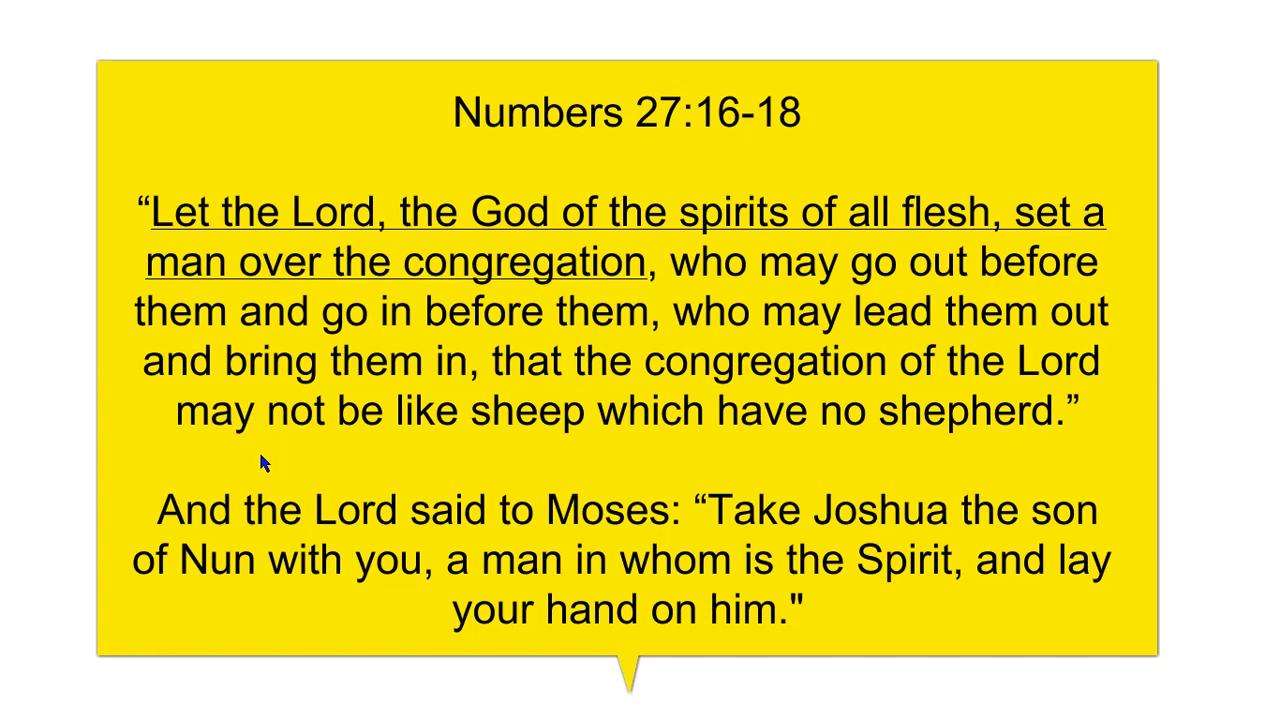 Numbers 27:16-18
“Let the Lord, the God of the spirits of all flesh, set a
man over the congregation, who may go out before
them and go in before them, who may lead them out
and bring them in, that the congregation of the Lord
may not be like sheep which have no shepherd.”
And the Lord said to Moses: “Take Joshua the son
of Nun with you, a man in whom is the Spirit, and lay
your hand on him."